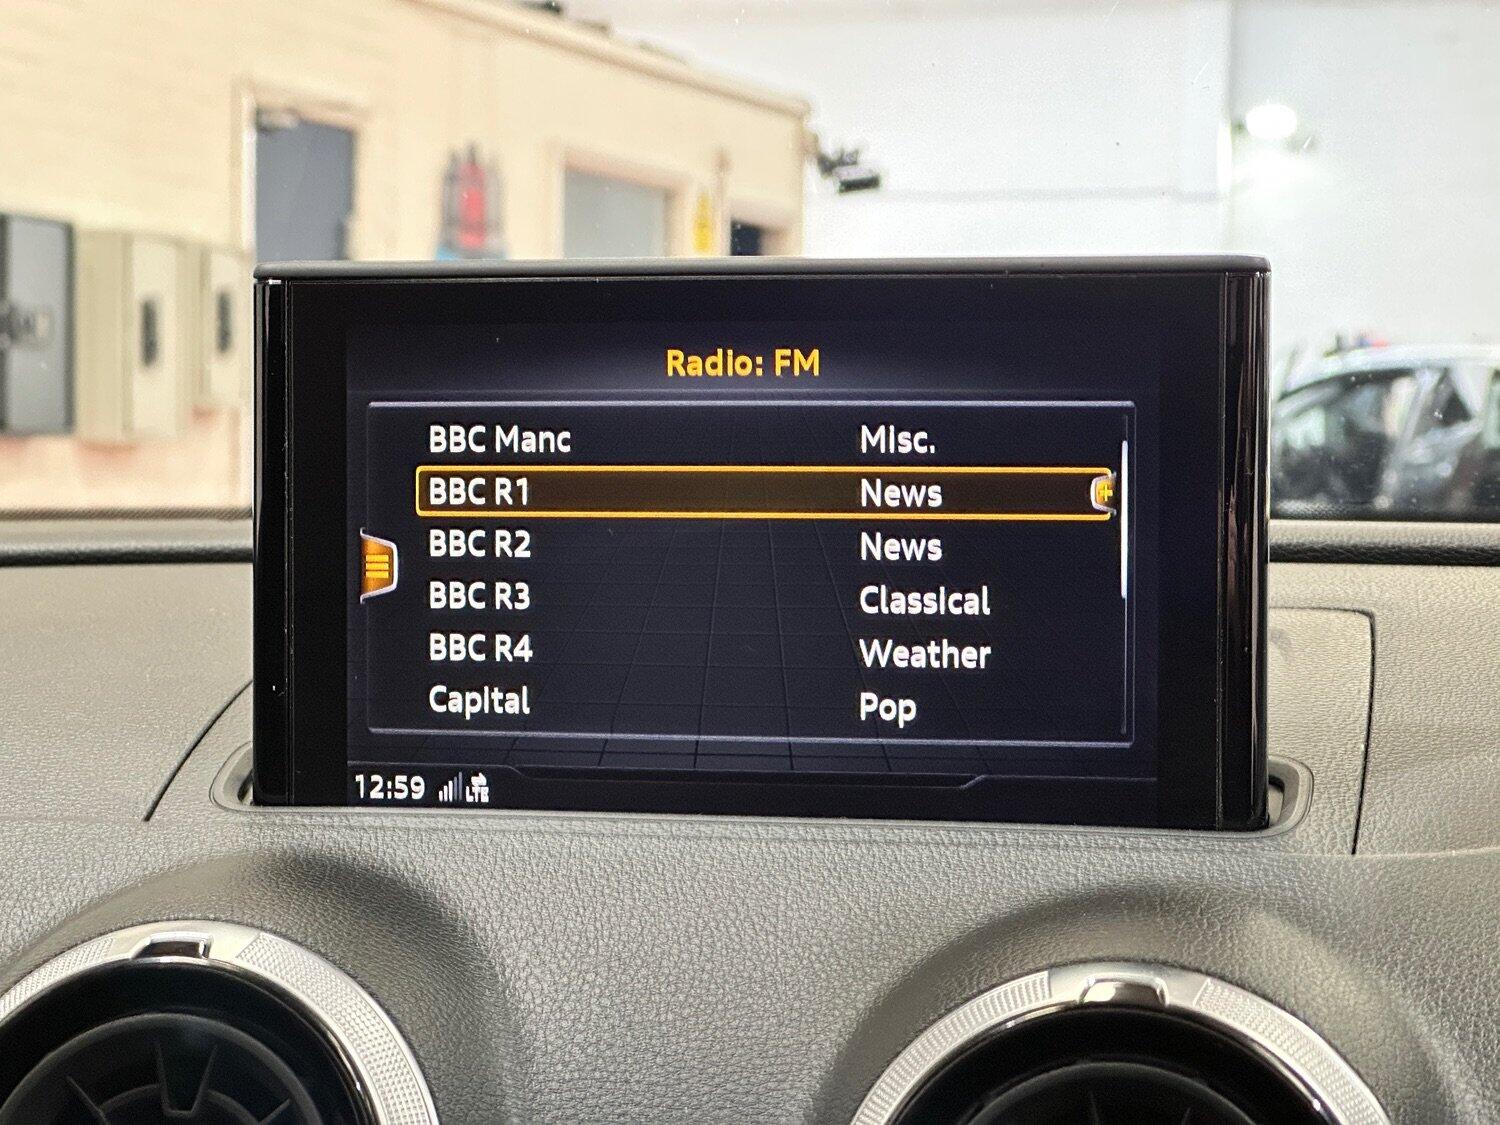 Radio: FM
BBC Manc Misc.
BBC R1 News
BBC R2 News
BBC R3 Classical
BBC R4 Weather
Capital Pop
12:59 LTE